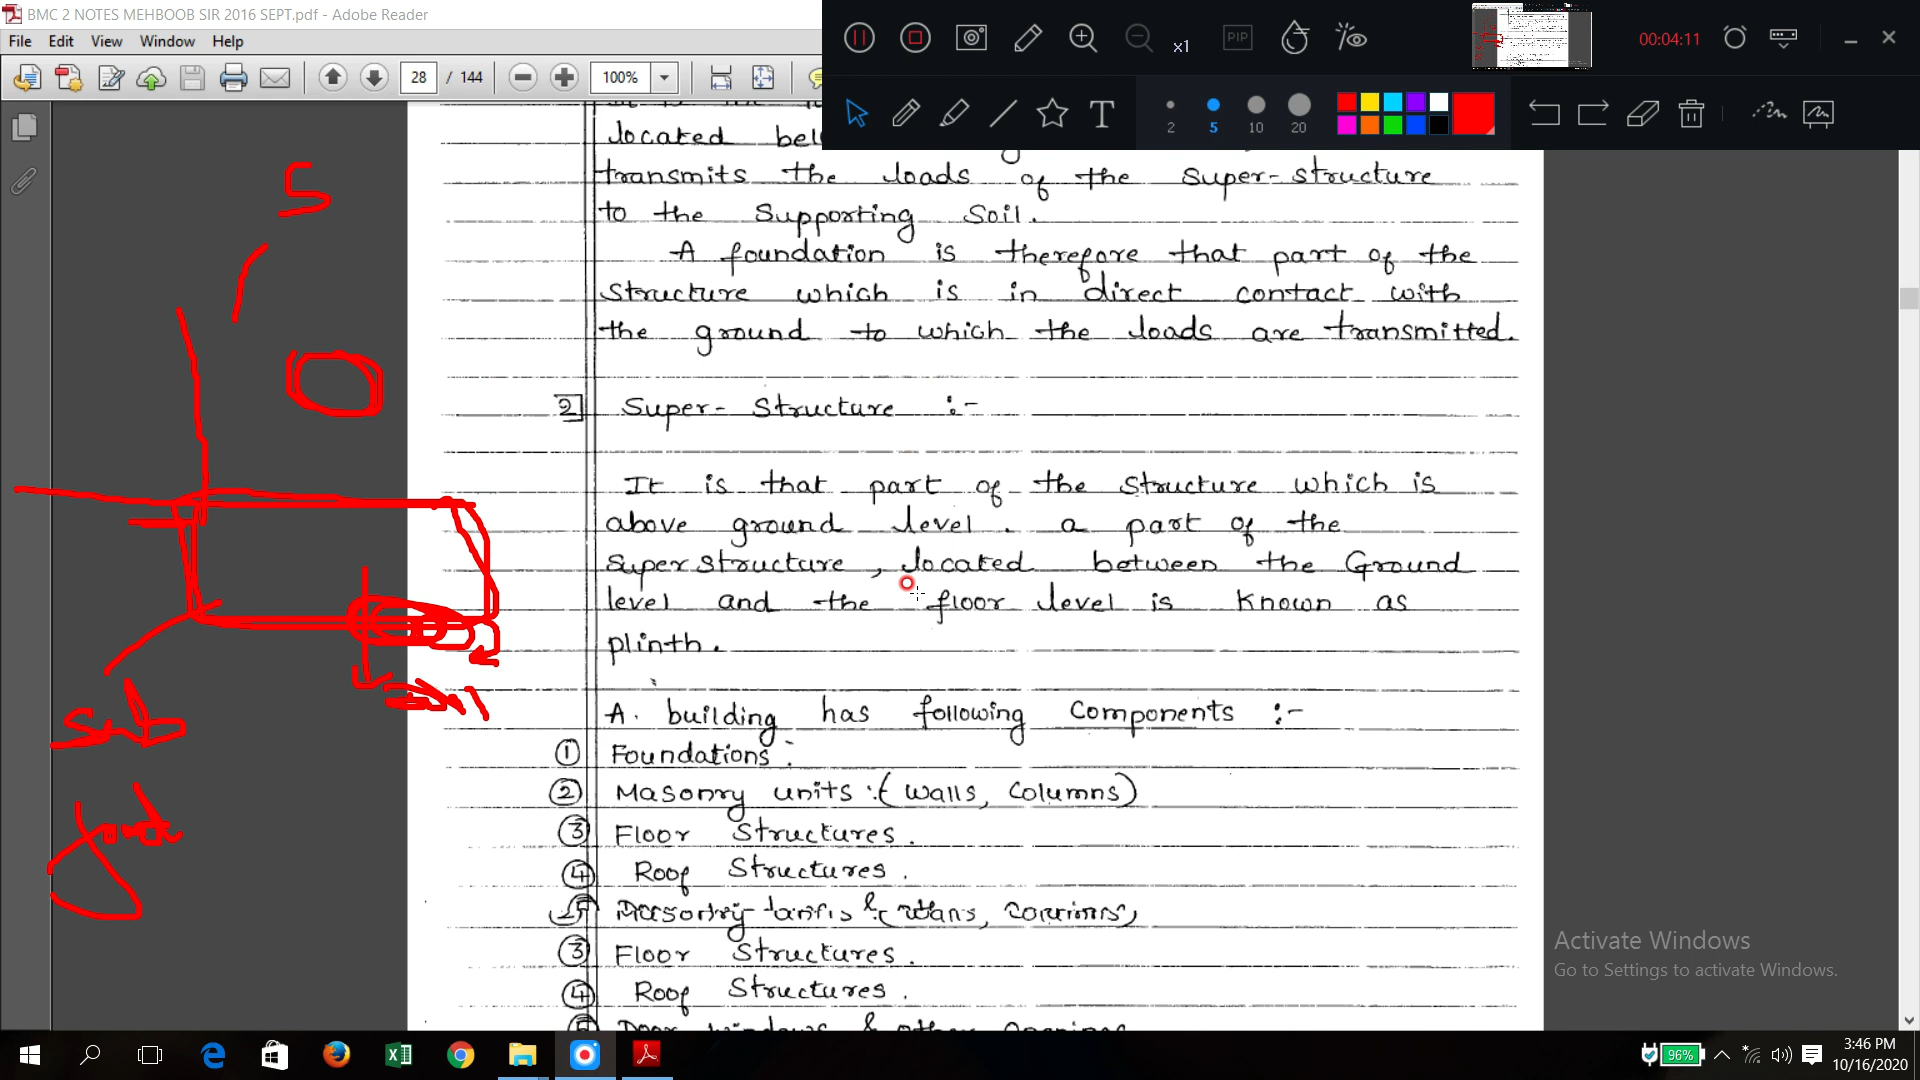 BMC 2 NOTES MEHBOOB SIR 2016 SEPT.pdf - Adobe Reader
File Edit View Window Help
28 / 144 100%
x1 PIP 00:04:11
T 2 5 10 20
located
transmits the loads of the Super-structure
to the Supporting Soil.
A foundation is therefore that part of the
Structure which is in direct contact with
the ground to which the loads are transmitted.
2 Super- Structure :-
It is that part of the Structure which is
above ground level . a part of the
Superstructure , located between the Ground
level and the floor level is known as
plinth.
A. building has following Components :-
① Foundations :
② Masonry units :( walls, Columns)
③ Floor Structures .
④ Roof Structures .
③ Floor Structures .
④ Roof Structures .
S
Sub
Activate Windows
Go to Settings to activate Windows.
96%
3:46 PM
10/16/2020